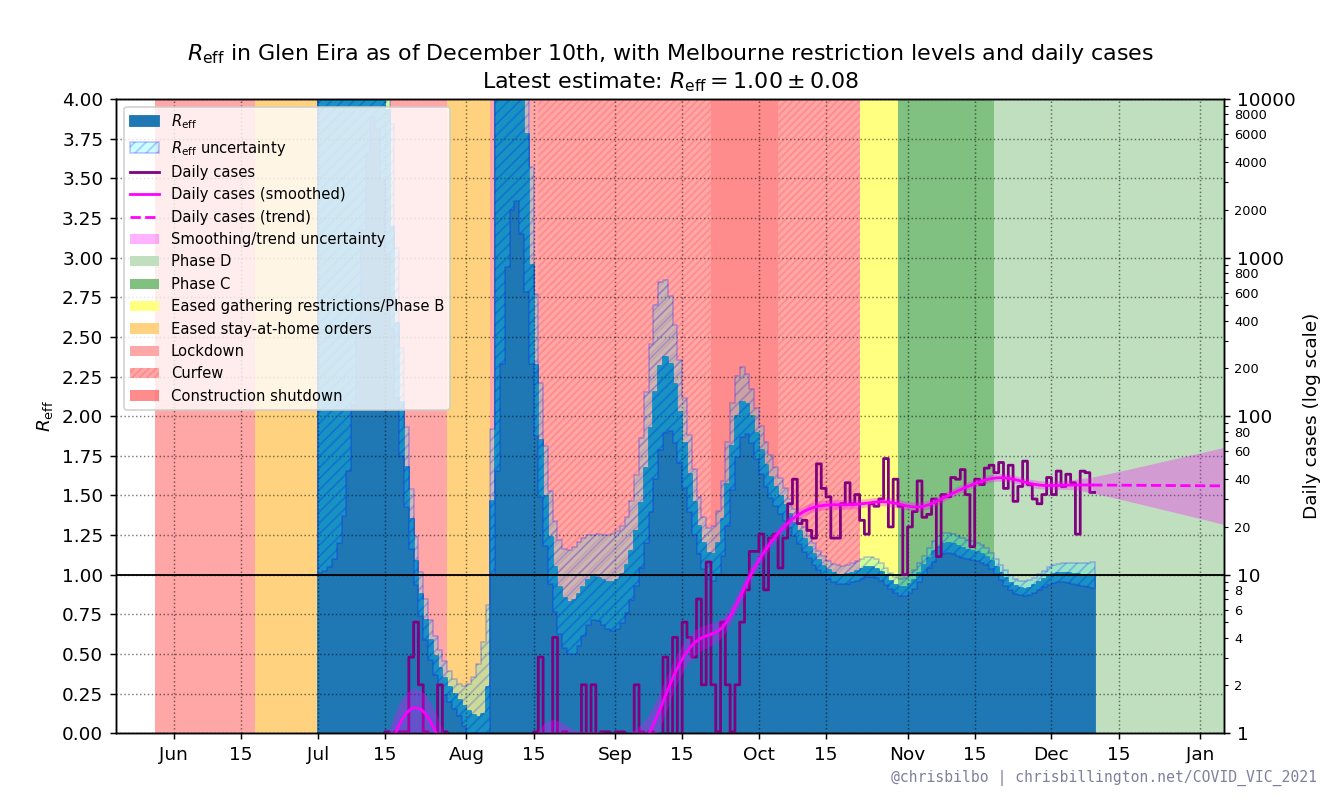 Reff in Glen Eira as of December 10th, with Melbourne restriction levels and daily cases
Latest estimate: Reff = 1.00 ± 0.08
4.00
3.75
3.50
3.25
3.00
2.75
2.50
2.25
2.00
1.75
1.50
1.25
1.00
0.75
0.50
0.25
0.00
Reff
Reff
Reff uncertainty
Daily cases
Daily cases (smoothed)
Daily cases (trend)
Smoothing/trend uncertainty
Phase D
Phase C
Eased gathering restrictions/Phase B
Eased stay-at-home orders
Lockdown
Curfew
Construction shutdown
10000
8000
6000
4000
2000
1000
800
600
400
200
100
80
60
40
20
10
8
6
4
2
1
Daily cases (log scale)
Jun 15 Jul 15 Aug 15 Sep 15 Oct 15 Nov 15 Dec 15 Jan
@chrisbilbo | chrisbillington.net/COVID_VIC_2021